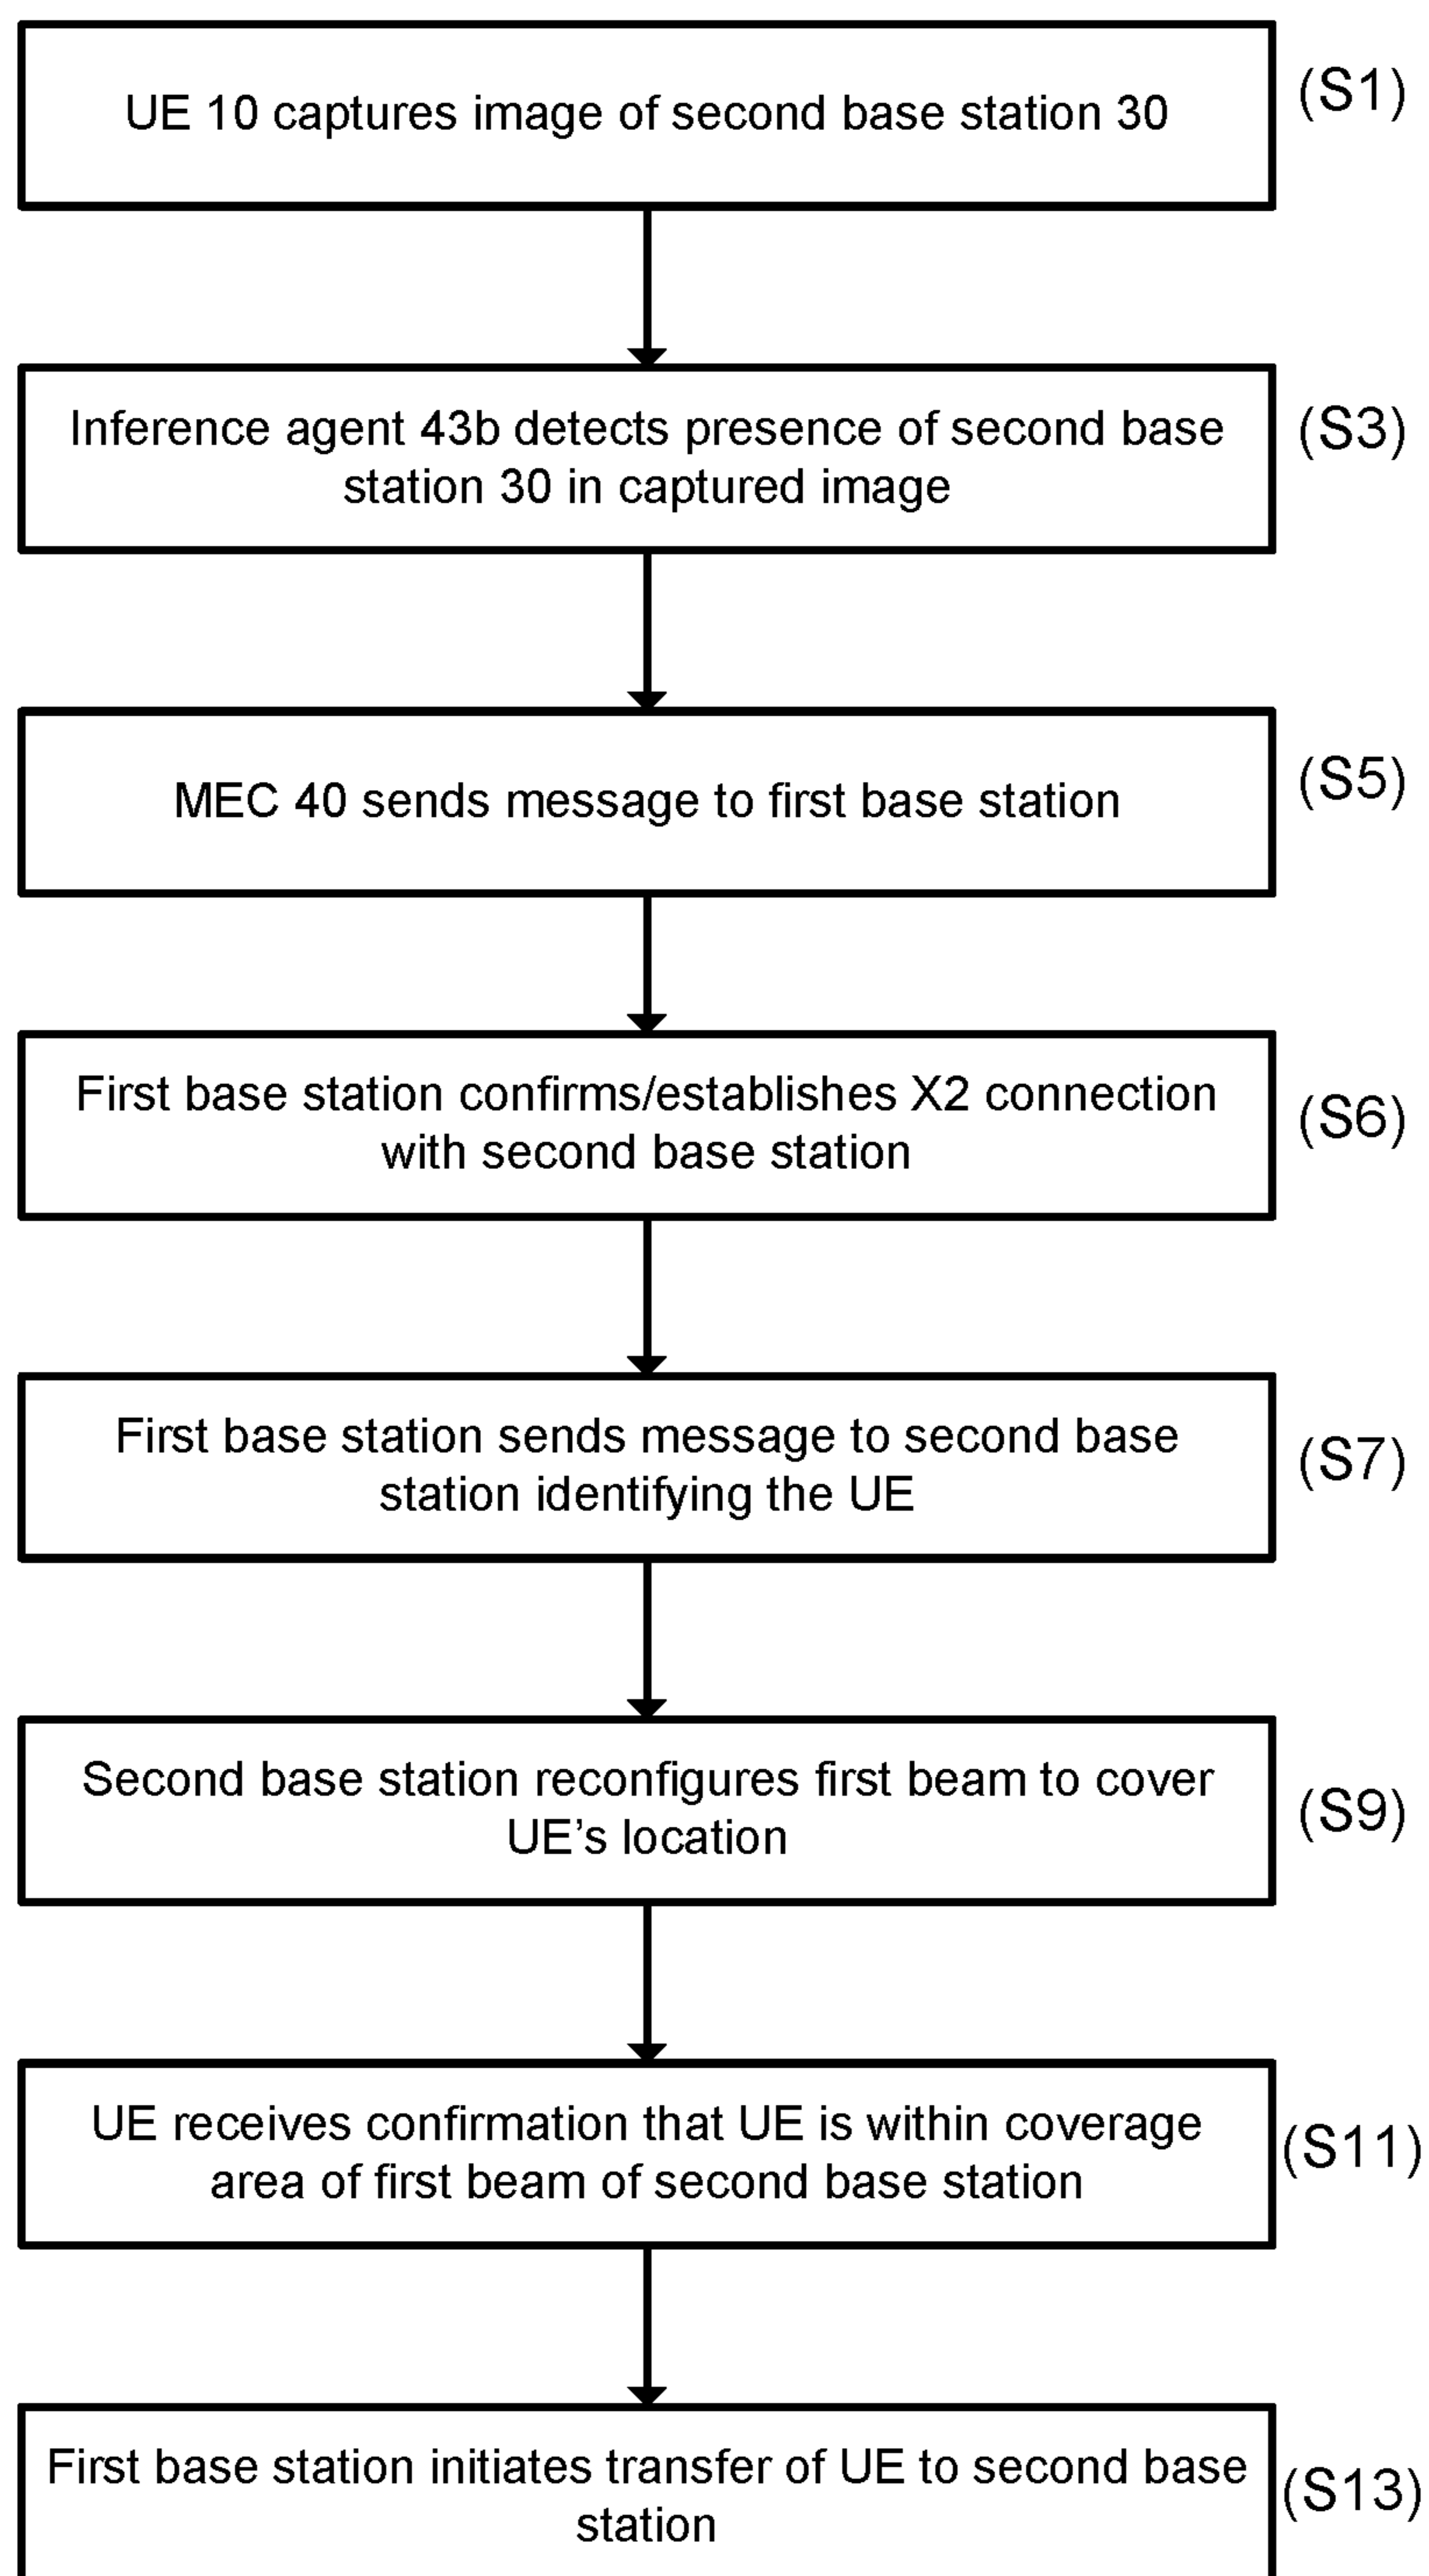 UE 10 captures image of second base station 30
(S1)
Inference agent 43b detects presence of second base
station 30 in captured image
(S3)
MEC 40 sends message to first base station
(S5)
First base station confirms/establishes X2 connection
with second base station
(S6)
First base station sends message to second base
station identifying the UE
(S7)
Second base station reconfigures first beam to cover
UE’s location
(S9)
UE receives confirmation that UE is within coverage
area of first beam of second base station
(S11)
First base station initiates transfer of UE to second base
station
(S13)